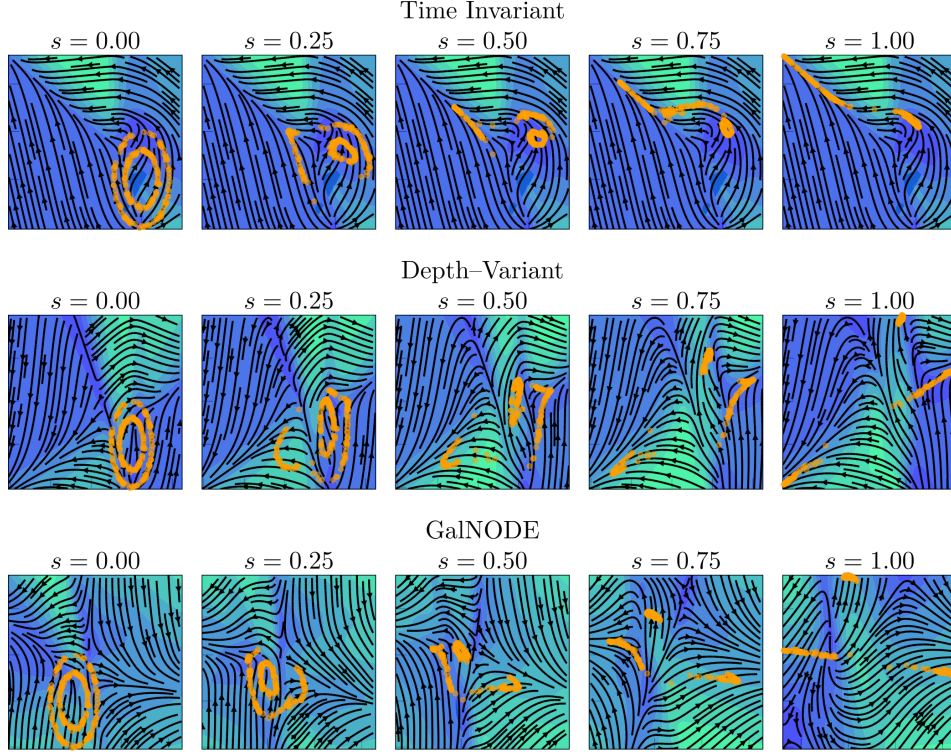 Time Invariant
s = 0.00 s = 0.25 s = 0.50 s = 0.75 s = 1.00
Depth–Variant
s = 0.00 s = 0.25 s = 0.50 s = 0.75 s = 1.00
GalNODE
s = 0.00 s = 0.25 s = 0.50 s = 0.75 s = 1.00